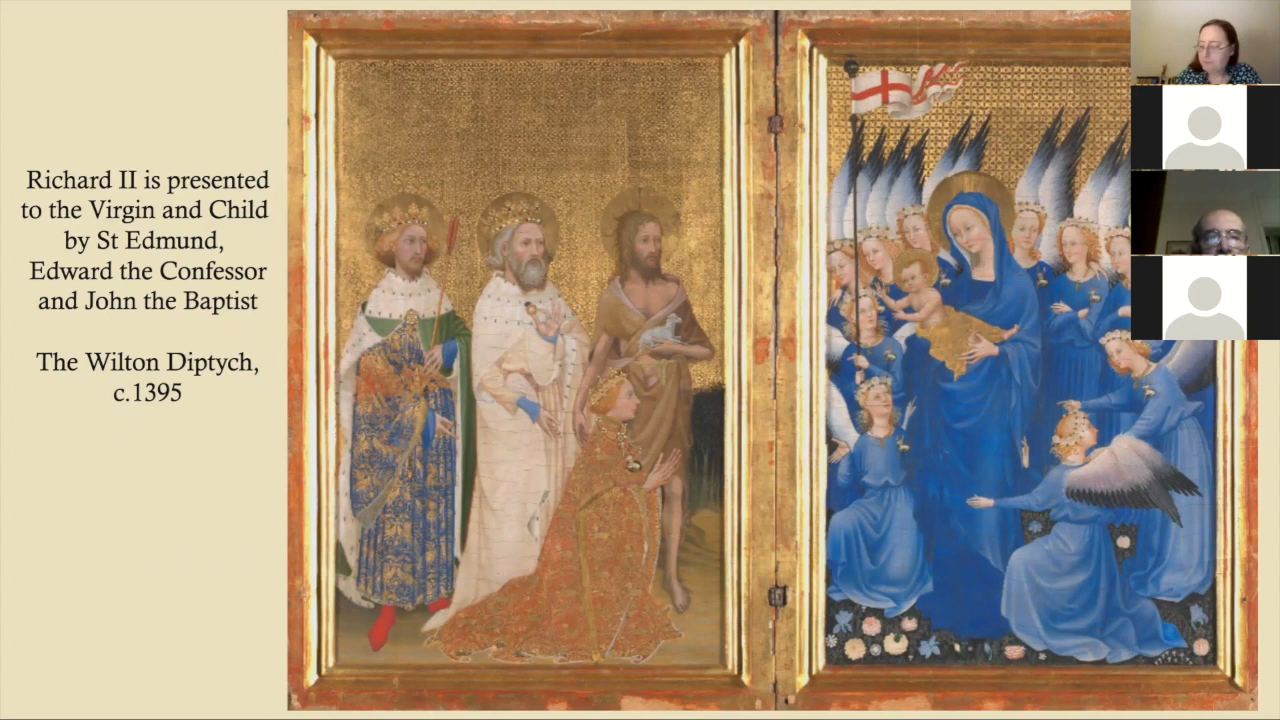 Richard II is presented
to the Virgin and Child
by St Edmund,
Edward the Confessor
and John the Baptist
The Wilton Diptych,
c.1395